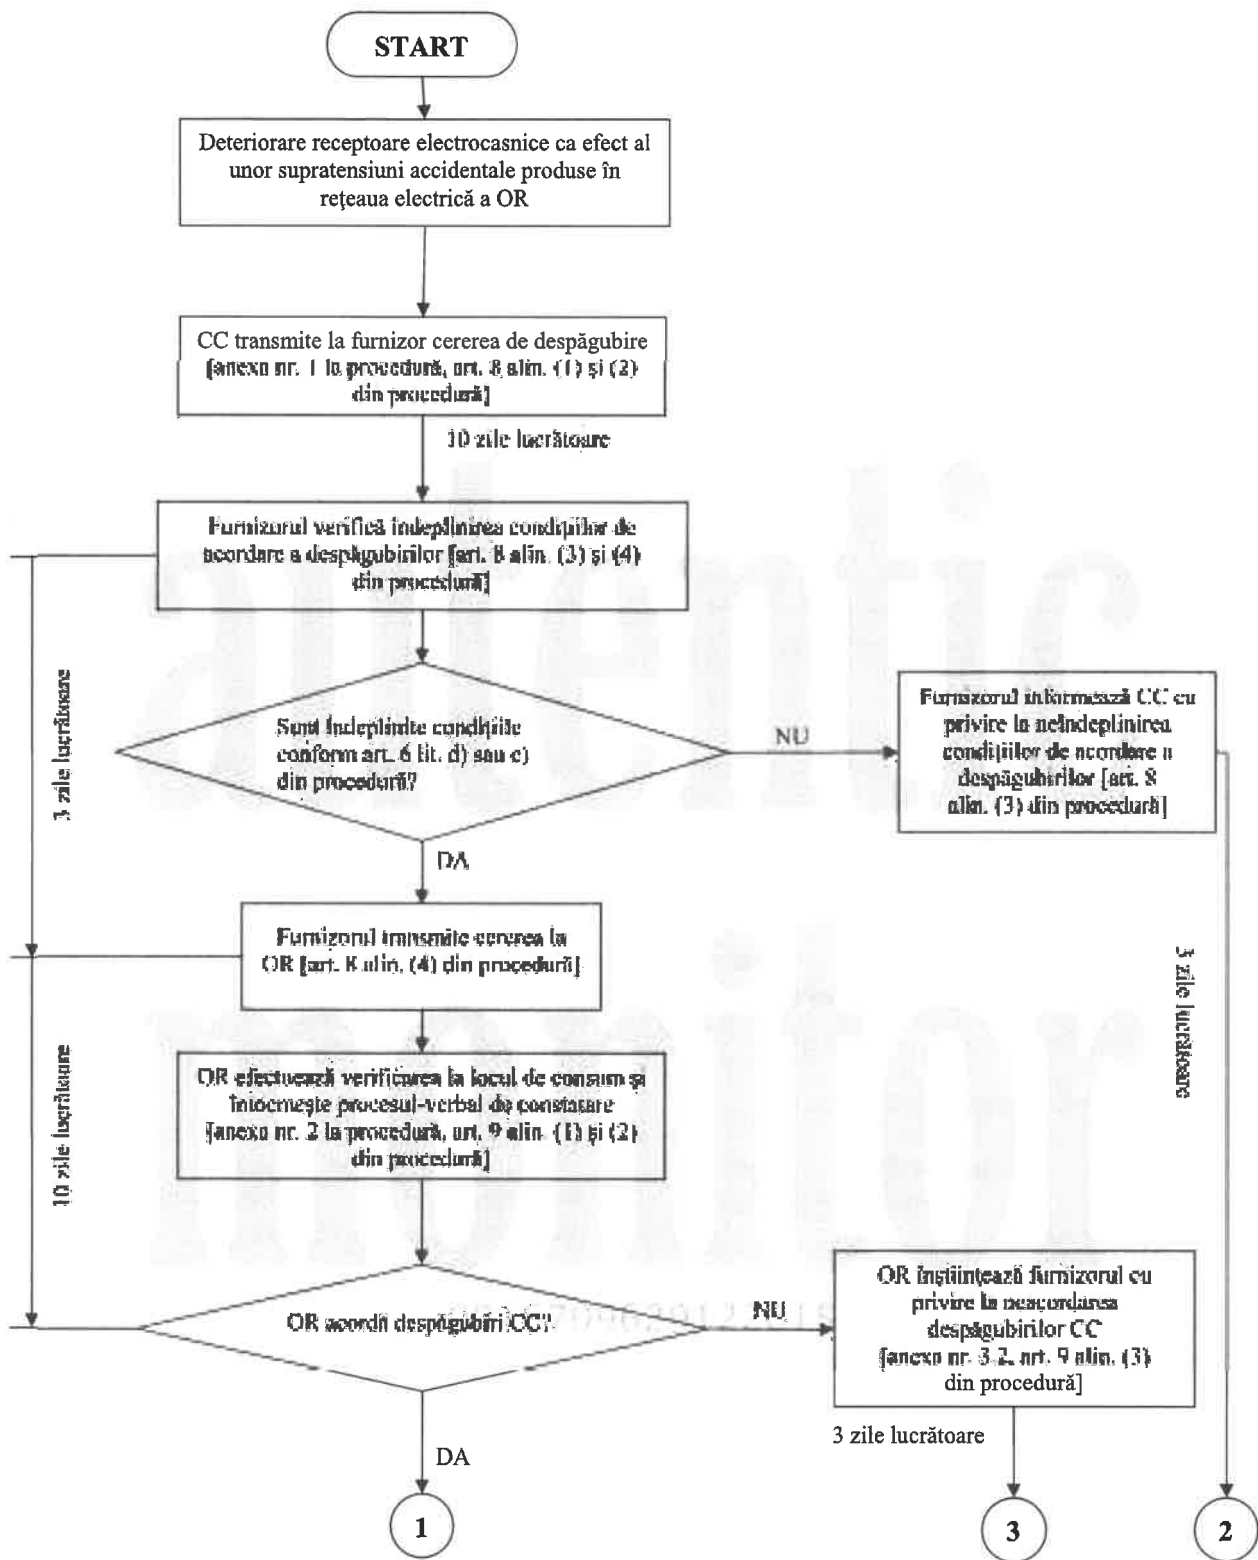 START
Deteriorare receptoare electrocasnice ca efect al
unor supratensiuni accidentale produse în
rețeaua electrică a OR
CC transmite la furnizor cererea de despăgubire
[anexa nr. 1 la procedură, art. 8 alin. (1) și (2)
din procedură]
10 zile lucrătoare
Furnizorul verifică îndeplinirea condițiilor de
acordare a despăgubirilor [art. 8 alin. (3) și (4)
din procedură]
3 zile lucrătoare
Sunt îndeplinite condițiile
conform art. 6 lit. d) sau e)
din procedură?
NU
Furnizorul informează CC cu
privire la neîndeplinirea
condițiilor de acordare a
despăgubirilor [art. 8
alin. (3) din procedură]
DA
Furnizorul transmite cererea la
OR [art. 8 alin. (4) din procedură]
3 zile lucrătoare
OR efectuează verificarea la locul de consum și
întocmește procesul-verbal de constatare
[anexa nr. 2 la procedură, art. 9 alin. (1) și (2)
din procedură]
10 zile lucrătoare
OR acordă despăgubiri CC?
NU
OR înștiințează furnizorul cu
privire la neacordarea
despăgubirilor CC
[anexa nr. 3.2, art. 9 alin. (3)
din procedură]
3 zile lucrătoare
DA
1
3
2
autentic
monitor